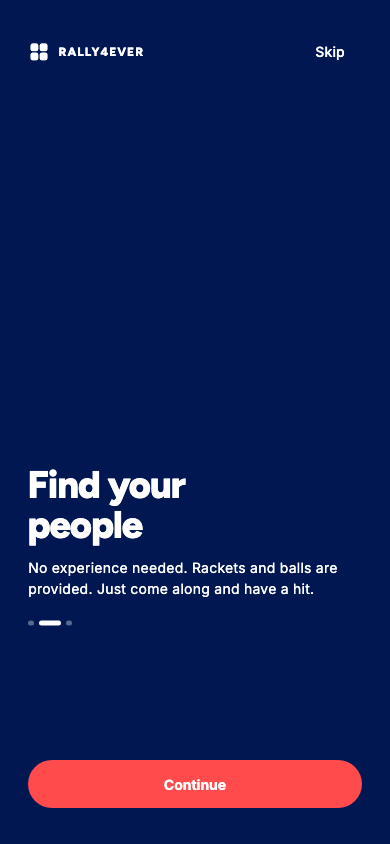 RALLY4EVER
Skip
Find your
people
No experience needed. Rackets and balls are
provided. Just come along and have a hit.
Continue